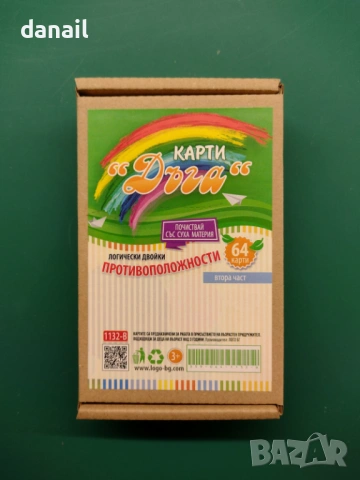 danail
КАРТИ
"Дъга"
ПОЧИСТВАЙ
СЪС СУХА МАТЕРИЯ
64
карти
ЛОГИЧЕСКИ ДВОЙКИ
ПРОТИВОПОЛОЖНОСТИ
втора част
1132-В
3+
www.logo-bg.com
BAZAR
bg